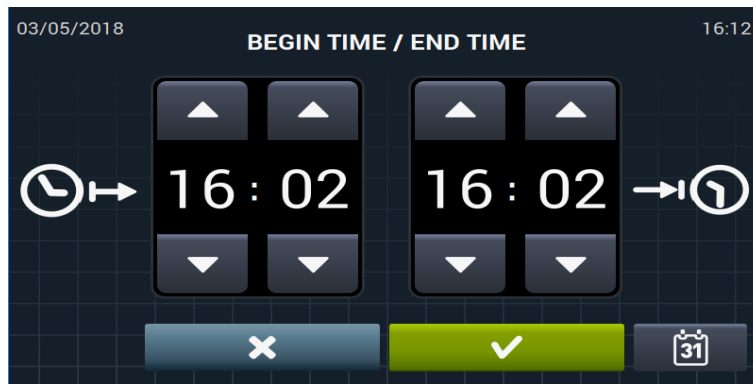 03/05/2018
BEGIN TIME / END TIME
16:12
16 : 02
16 : 02
31